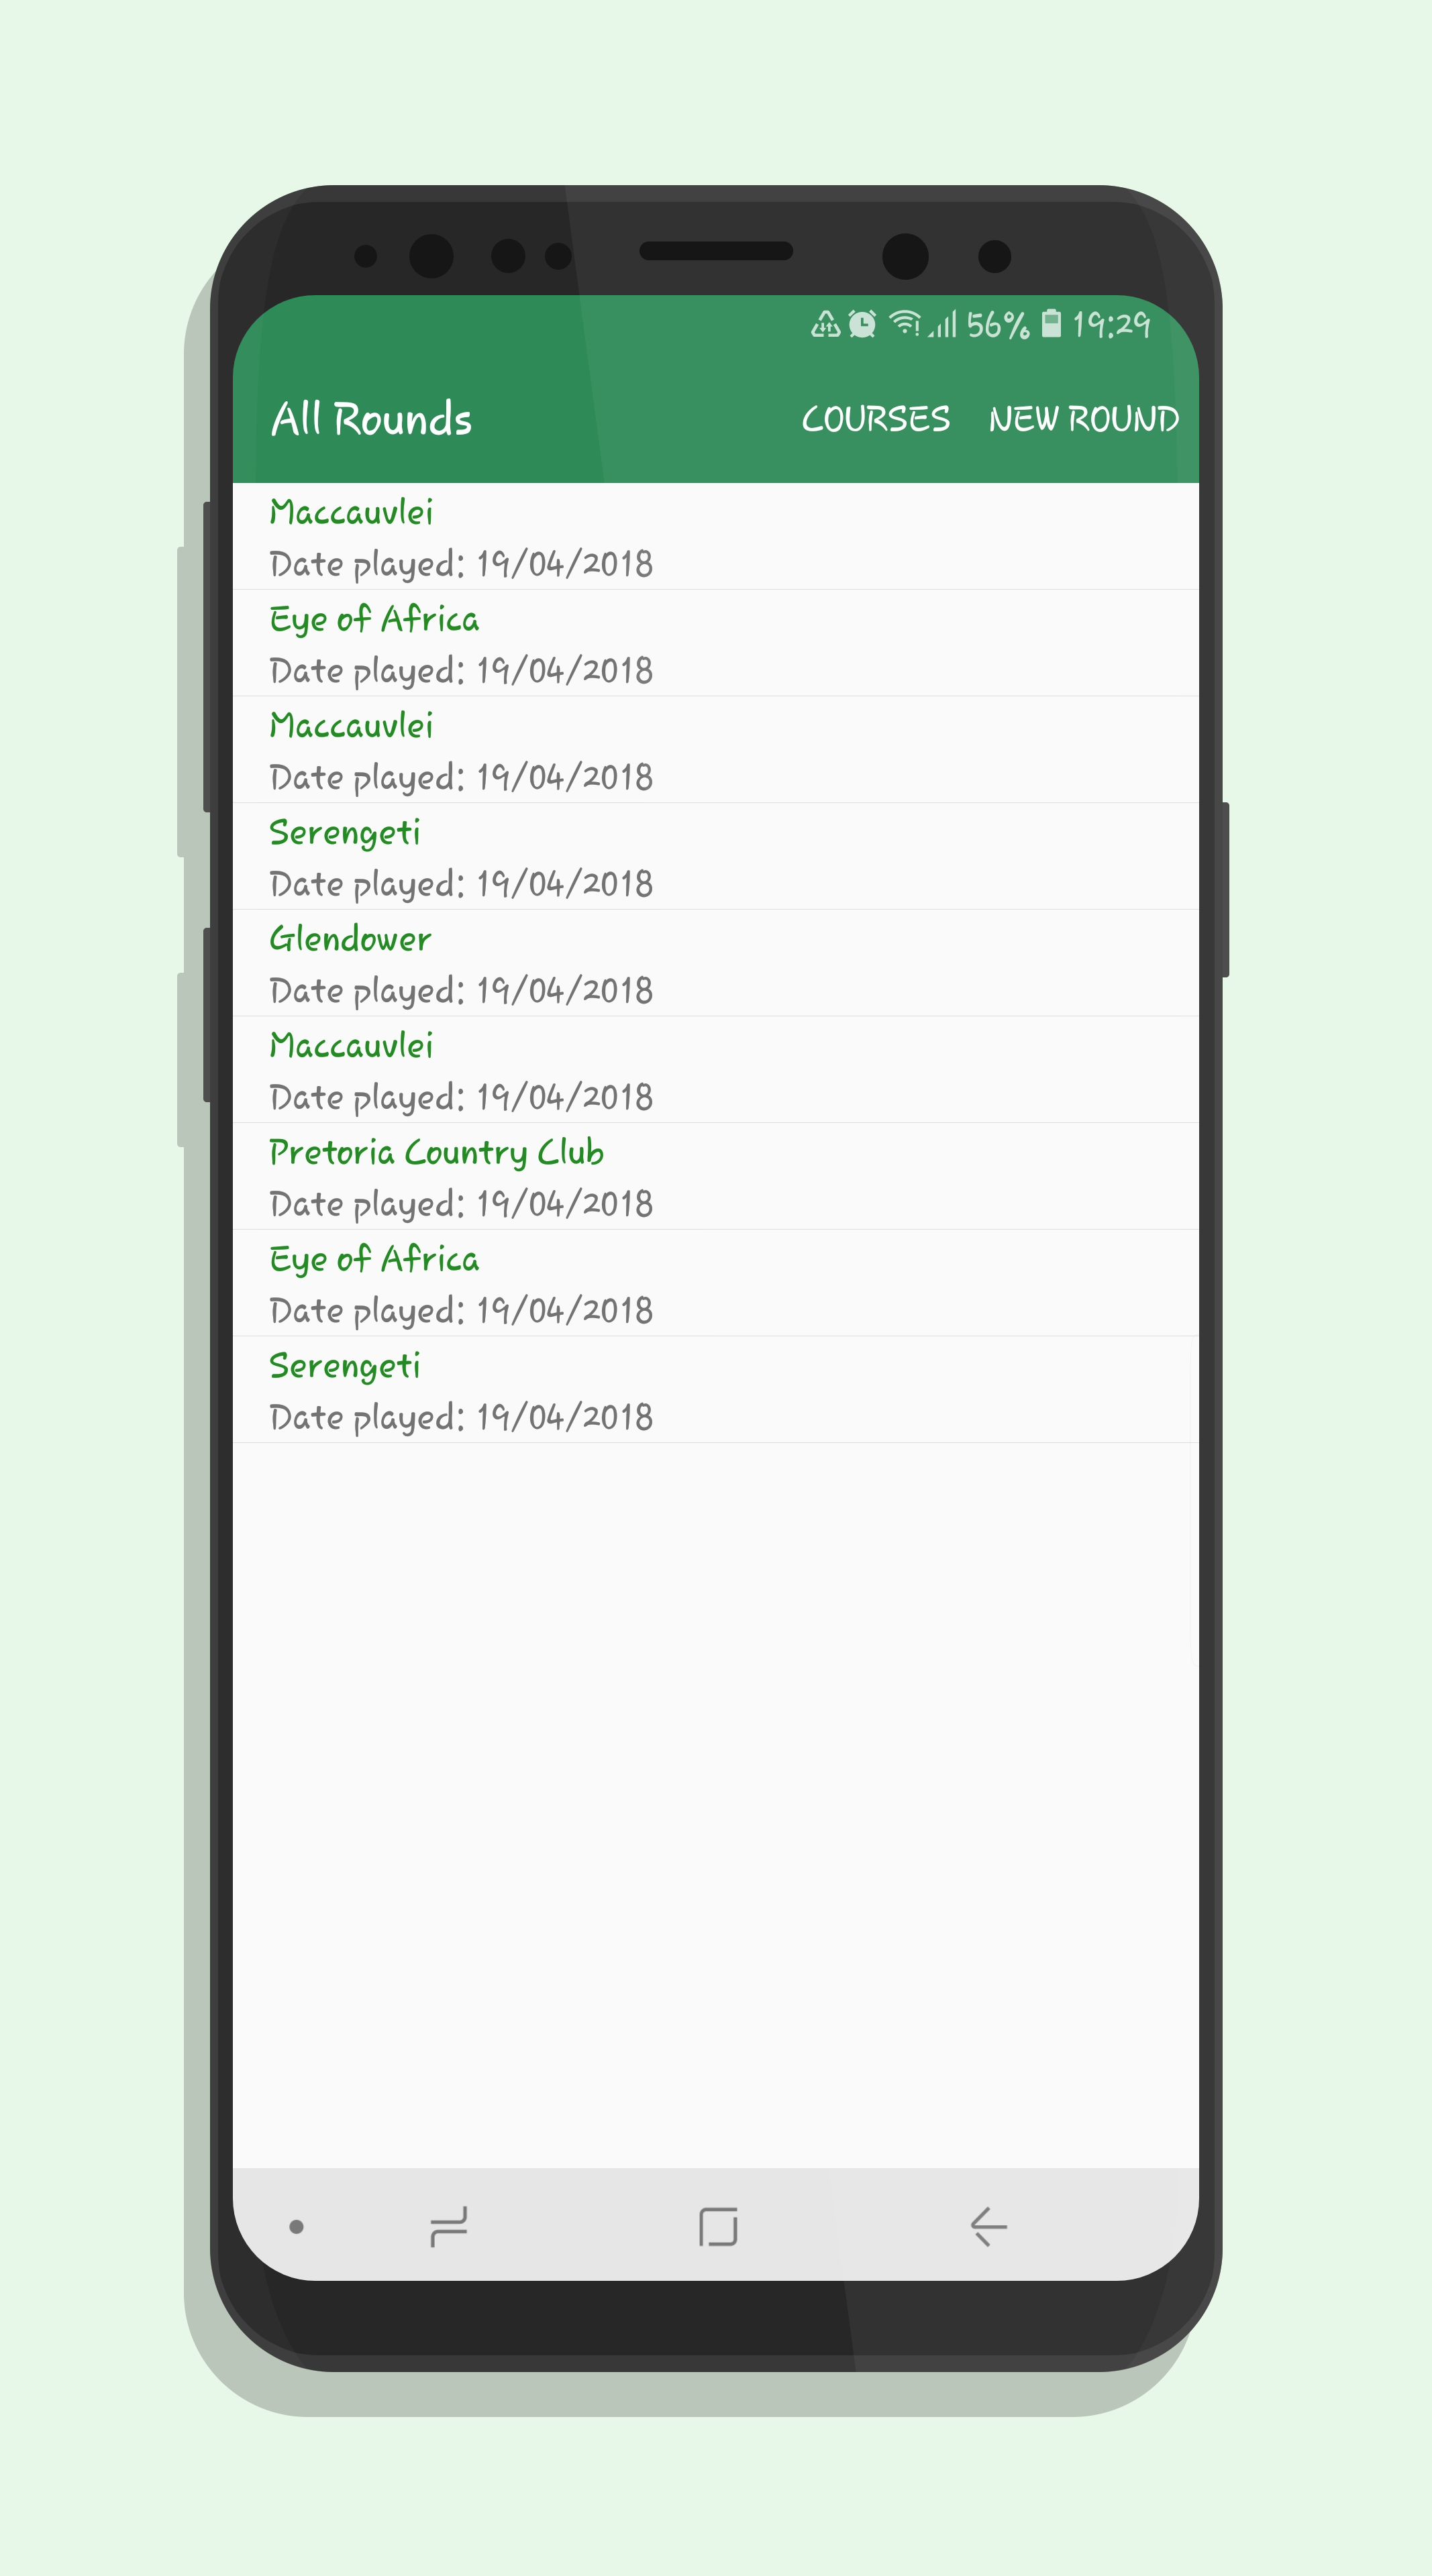 56% 19:29
All Rounds COURSES NEW ROUND
Maccauvlei
Date played: 19/04/2018
Eye of Africa
Date played: 19/04/2018
Maccauvlei
Date played: 19/04/2018
Serengeti
Date played: 19/04/2018
Glendower
Date played: 19/04/2018
Maccauvlei
Date played: 19/04/2018
Pretoria Country Club
Date played: 19/04/2018
Eye of Africa
Date played: 19/04/2018
Serengeti
Date played: 19/04/2018